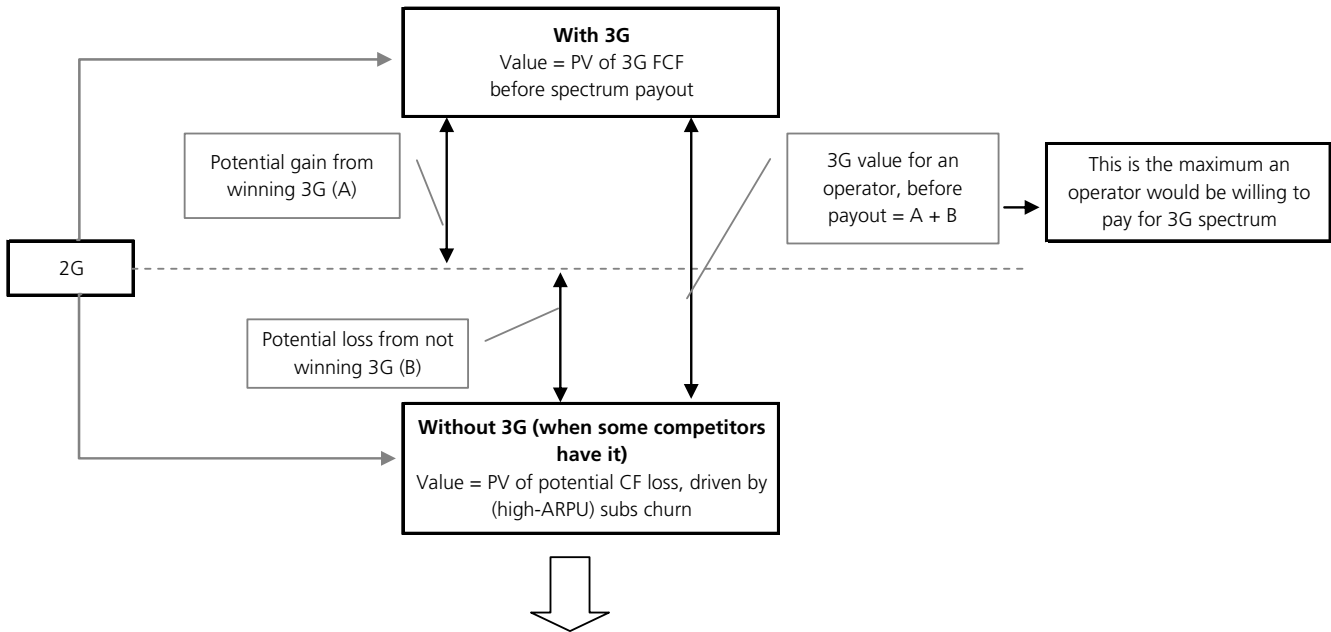 With 3G
Value = PV of 3G FCF
before spectrum payout
Potential gain from
winning 3G (A)
3G value for an
operator, before
payout = A + B
This is the maximum an
operator would be willing to
pay for 3G spectrum
2G
Potential loss from not
winning 3G (B)
Without 3G (when some competitors
have it)
Value = PV of potential CF loss, driven by
(high-ARPU) subs churn